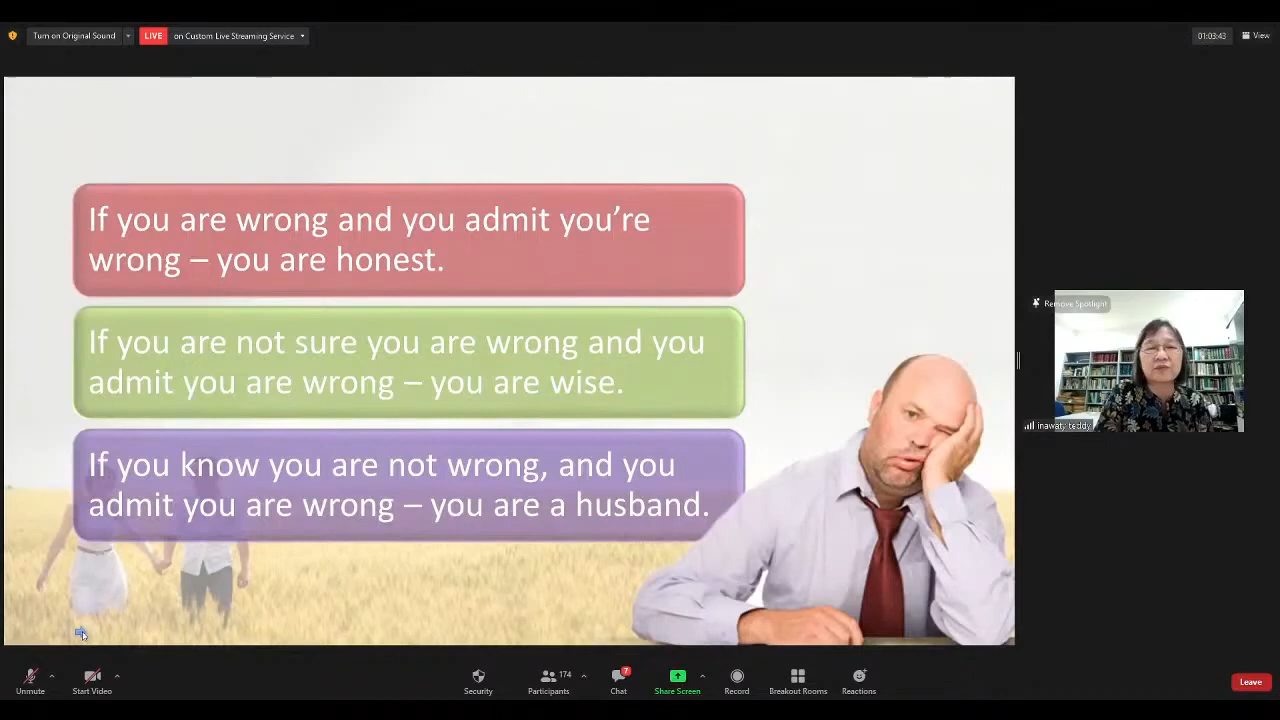 Turn on Original Sound
LIVE
on Custom Live Streaming Service
01:03:43
View
If you are wrong and you admit you’re
wrong – you are honest.
If you are not sure you are wrong and you
admit you are wrong – you are wise.
If you know you are not wrong, and you
admit you are wrong – you are a husband.
Remove Spotlight
inawaty teddy
Unmute
Start Video
Security
174
Participants
7
Chat
Share Screen
Record
Breakout Rooms
Reactions
Leave